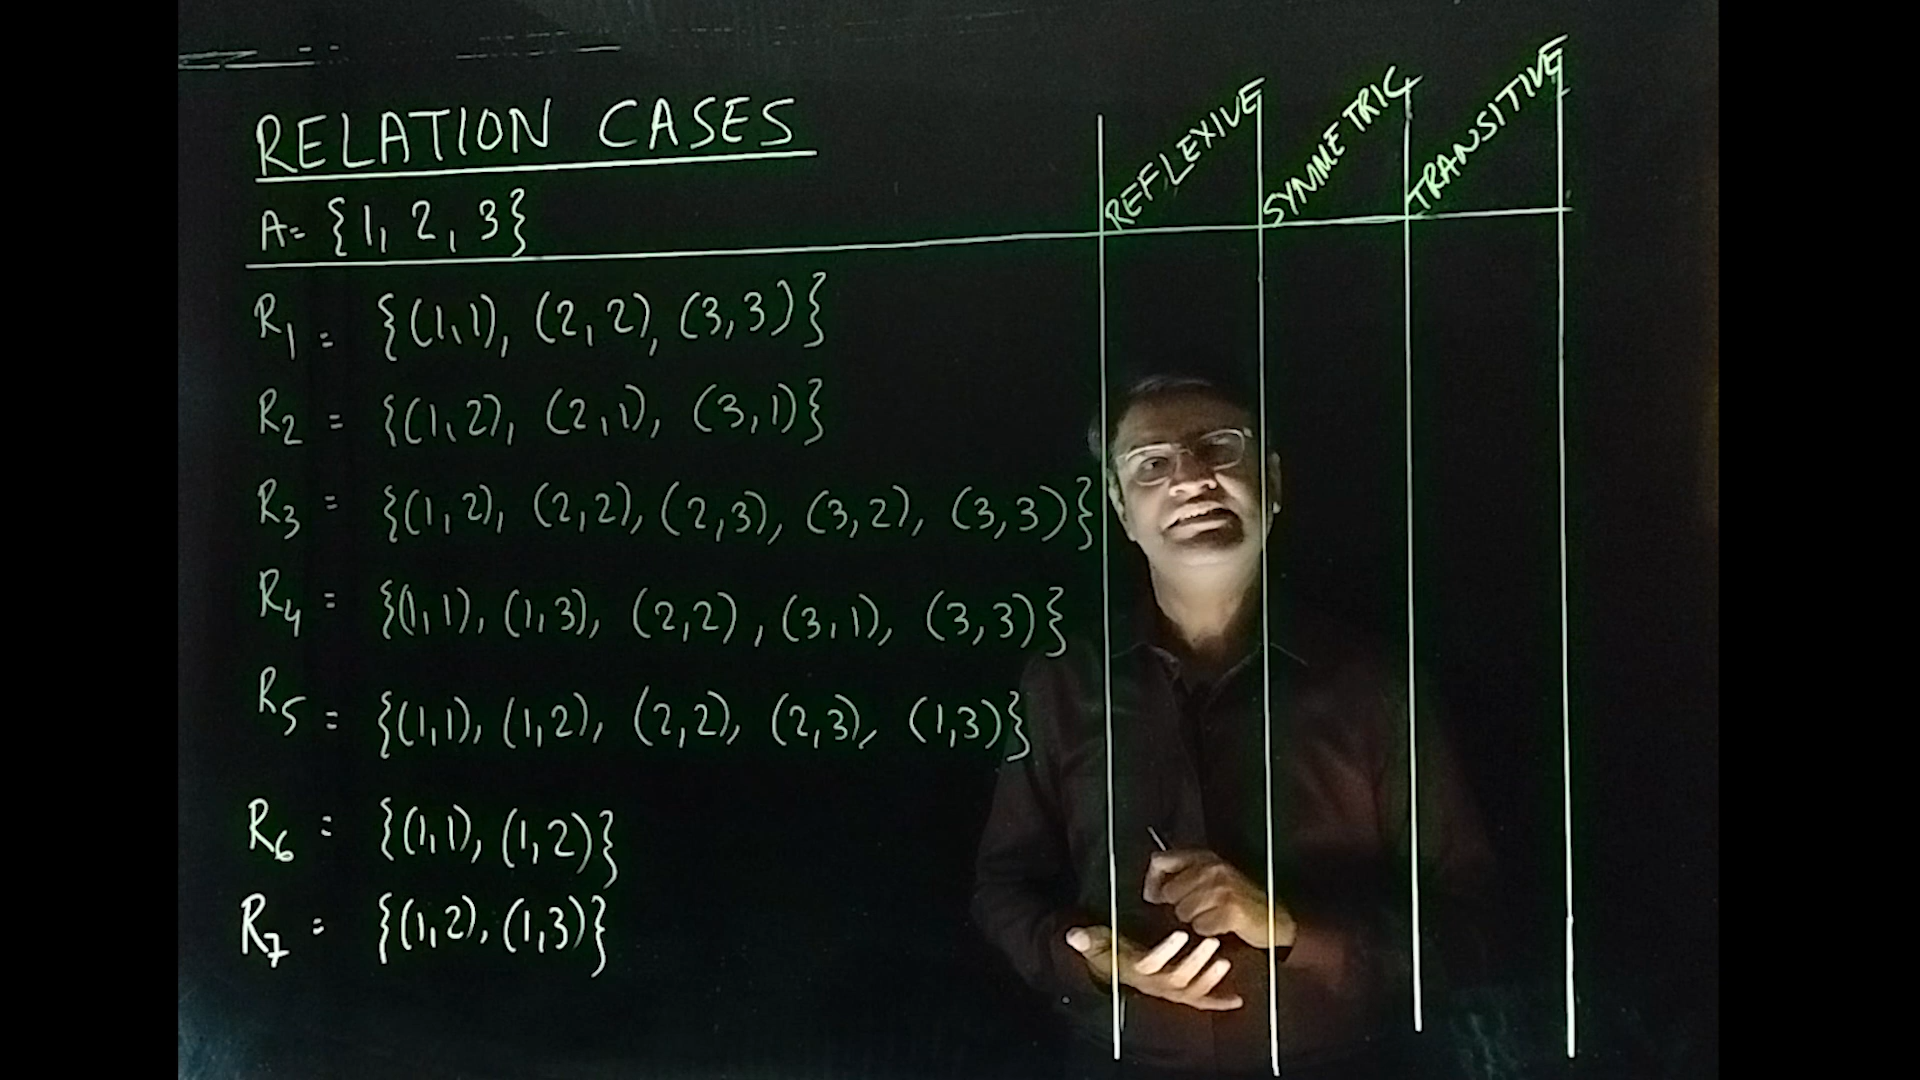 RELATION CASES
A= {1, 2, 3}
REFLEXIVE
SYMMETRIC
TRANSITIVE
R1 = {(1,1), (2,2), (3,3)}
R2 = {(1,2), (2,1), (3,1)}
R3 = {(1,2), (2,2), (2,3), (3,2), (3,3)}
R4 = {(1,1), (1,3), (2,2), (3,1), (3,3)}
R5 = {(1,1), (1,2), (2,2), (2,3), (1,3)}
R6 = {(1,1), (1,2)}
R7 = {(1,2), (1,3)}